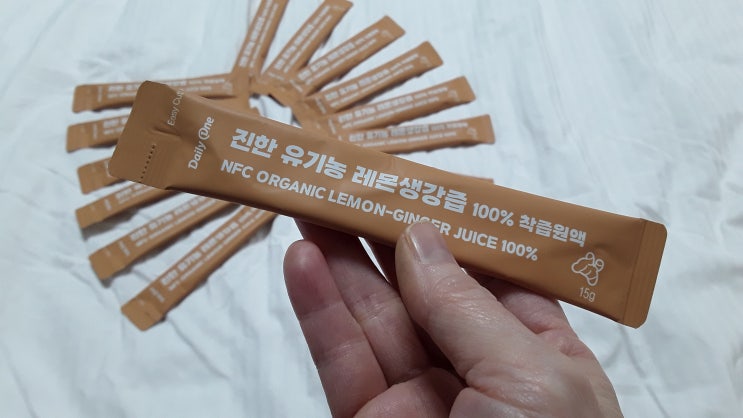 Easy Cut
Daily One
진한 유기농 레몬생강즙 100% 착즙원액
NFC ORGANIC LEMON-GINGER JUICE 100%
15g